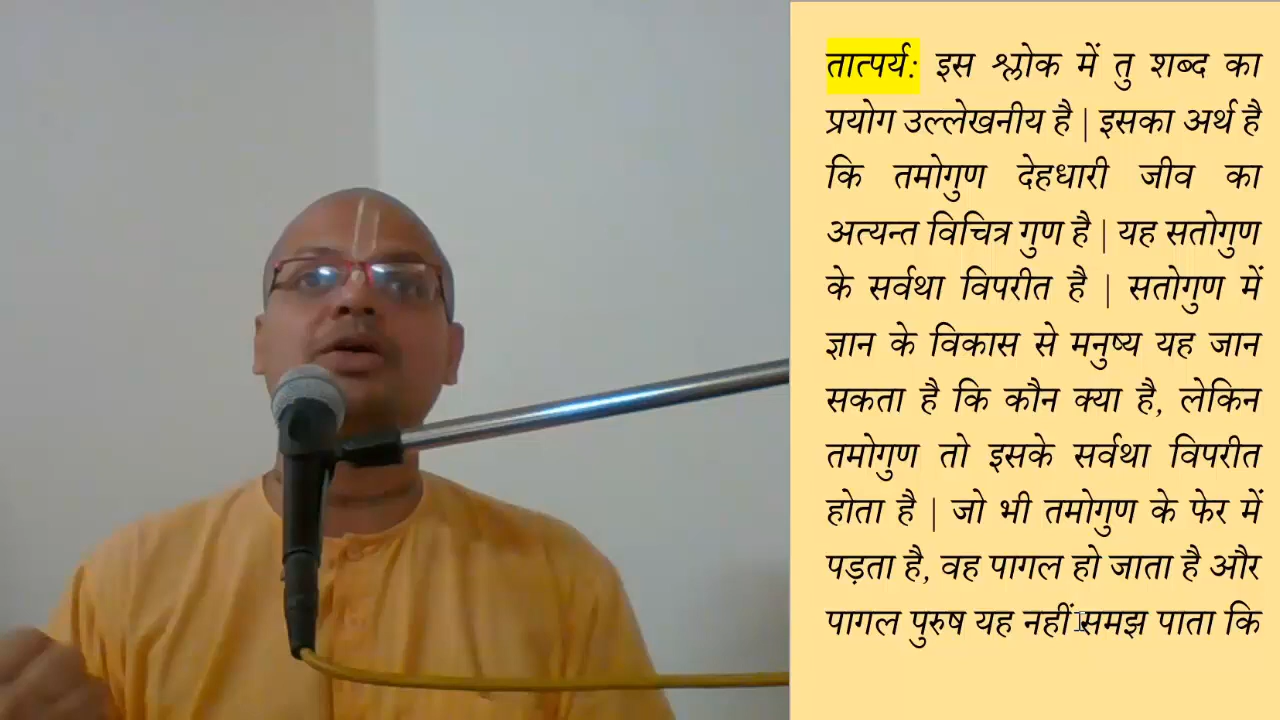 तात्पर्य: इस श्लोक में तु शब्द का
प्रयोग उल्लेखनीय है | इसका अर्थ है
कि तमोगुण देहधारी जीव का
अत्यन्त विचित्र गुण है | यह सतोगुण
के सर्वथा विपरीत है | सतोगुण में
ज्ञान के विकास से मनुष्य यह जान
सकता है कि कौन क्या है, लेकिन
तमोगुण तो इसके सर्वथा विपरीत
होता है | जो भी तमोगुण के फेर में
पड़ता है, वह पागल हो जाता है और
पागल पुरुष यह नहीं समझ पाता कि